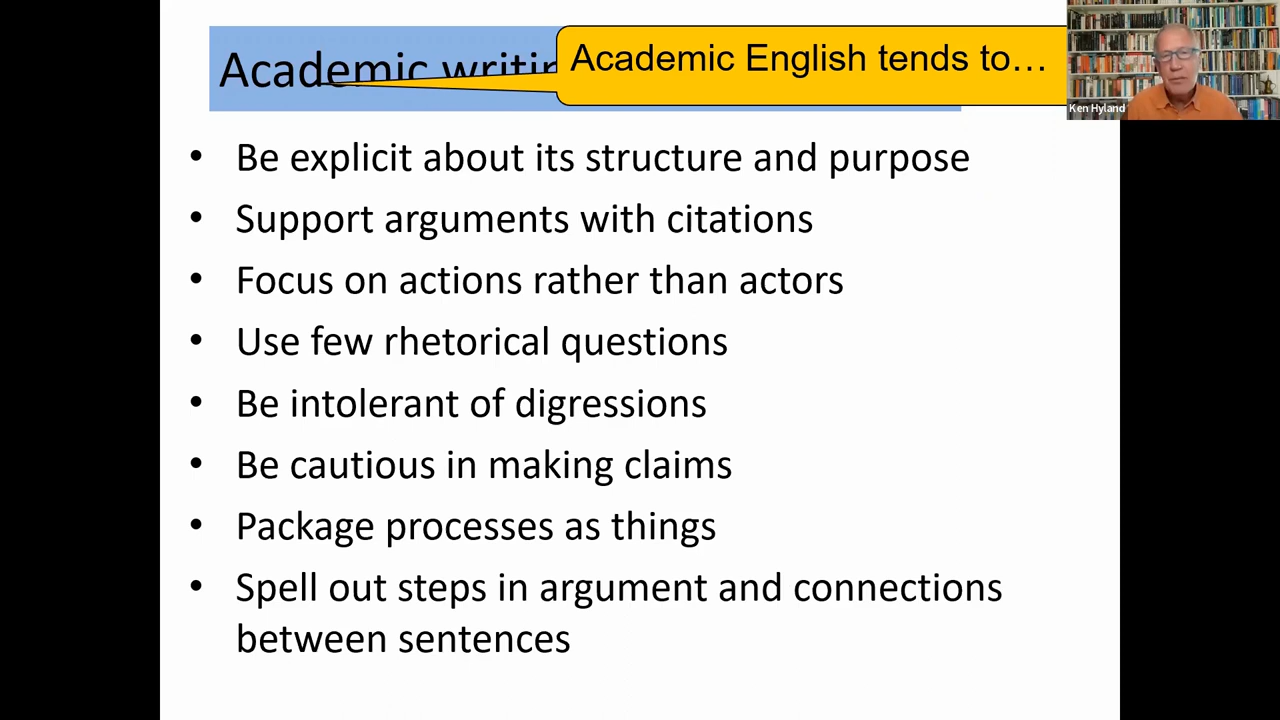 Academic
Academic English tends to…
Ken Hyland
• Be explicit about its structure and purpose
• Support arguments with citations
• Focus on actions rather than actors
• Use few rhetorical questions
• Be intolerant of digressions
• Be cautious in making claims
• Package processes as things
• Spell out steps in argument and connections
between sentences